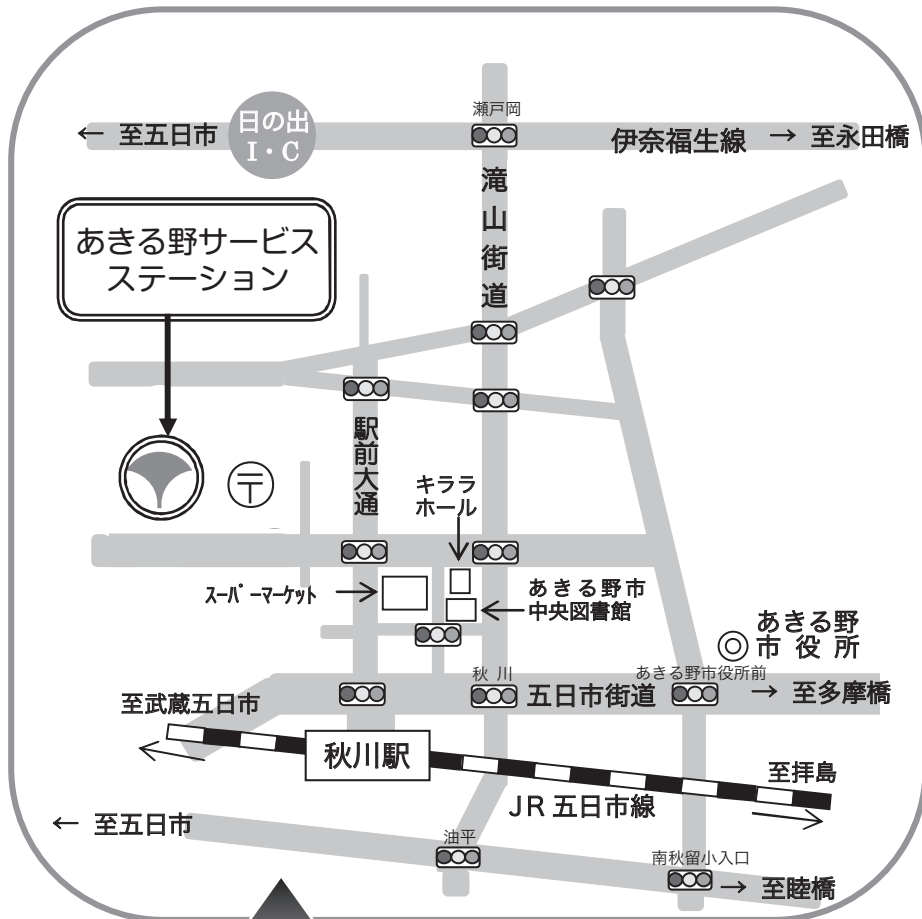 瀬戸岡
← 至五日市
日の出
I・C
伊奈福生線 → 至永田橋
滝山街道
あきる野サービス
ステーション
駅前大通
〒
キララ
ホール
スーパーマーケット
あきる野市
中央図書館
あきる野
市役所
秋川
あきる野市役所前
五日市街道
→ 至多摩橋
至武蔵五日市
秋川駅
至拝島
JR五日市線
← 至五日市
油平
南秋留小入口
→ 至睦橋